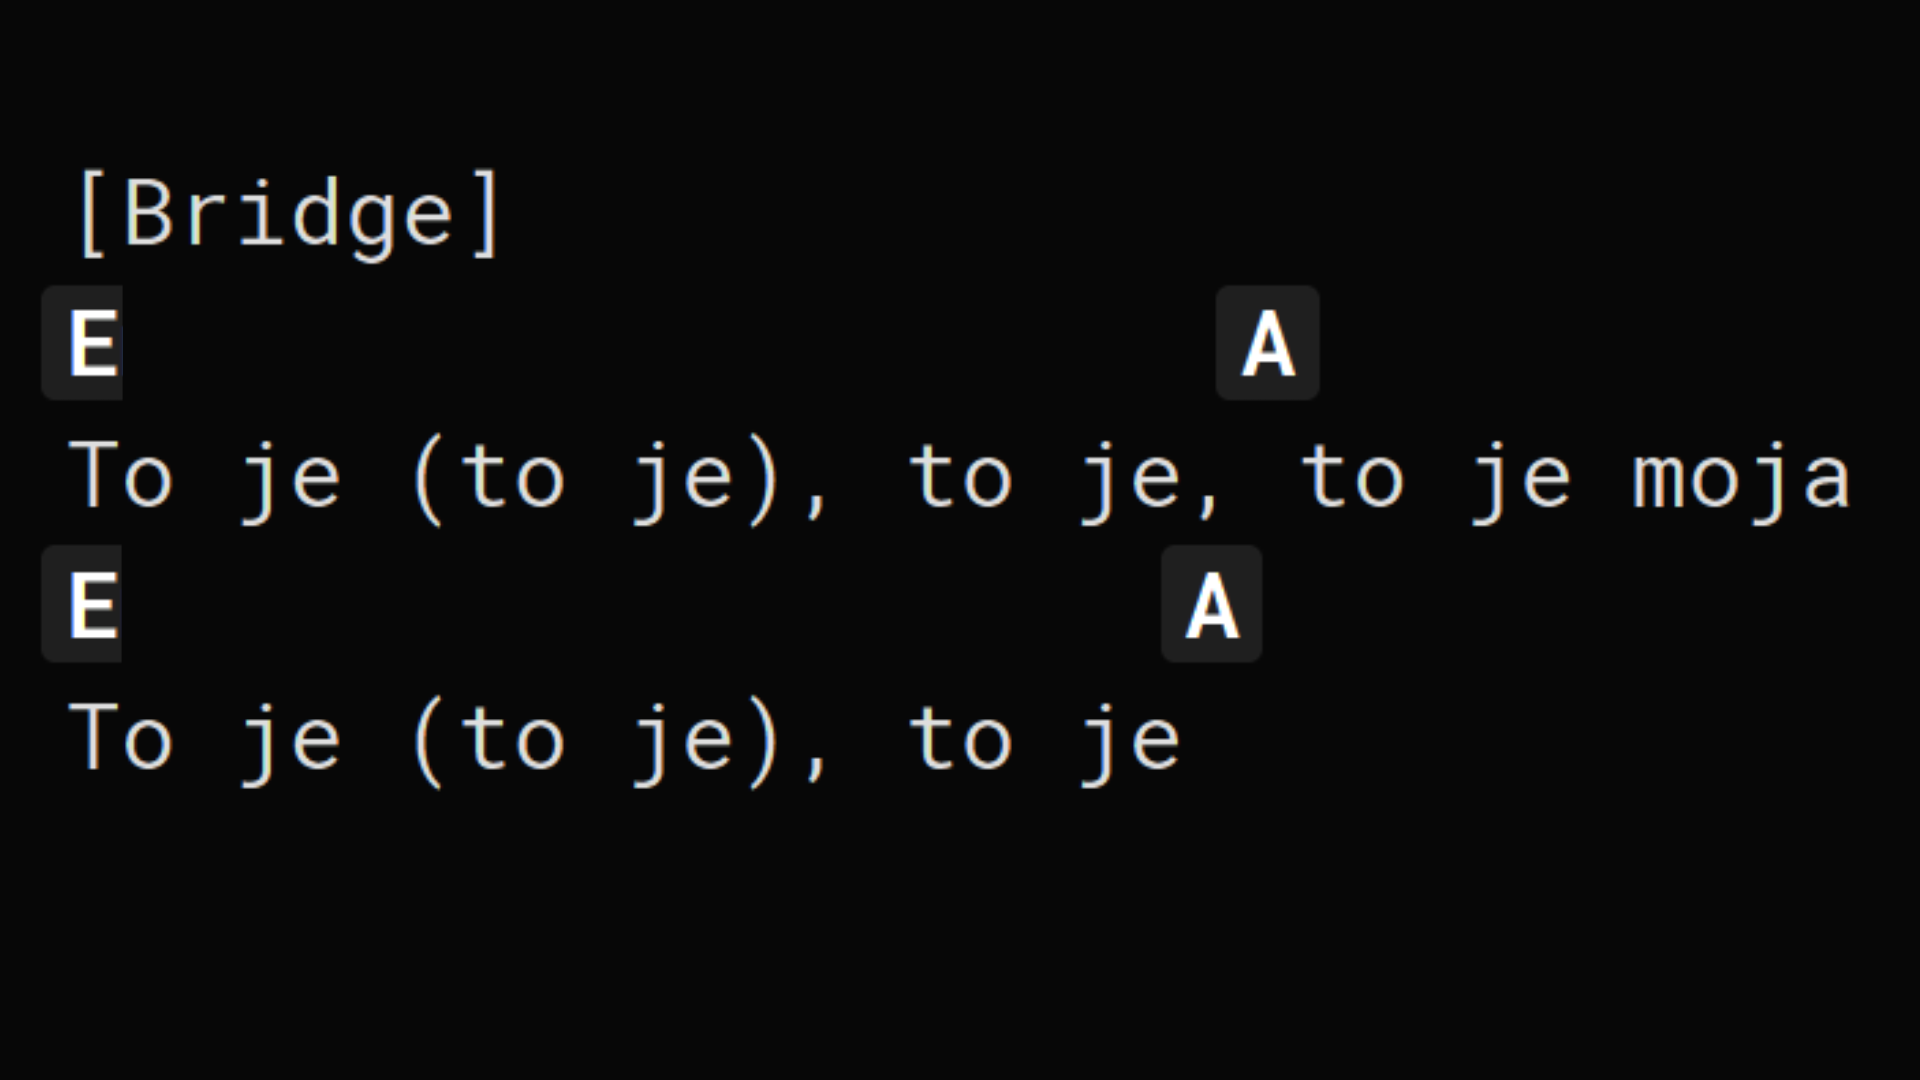 [Bridge]
E A
To je (to je), to je, to je moja
E A
To je (to je), to je